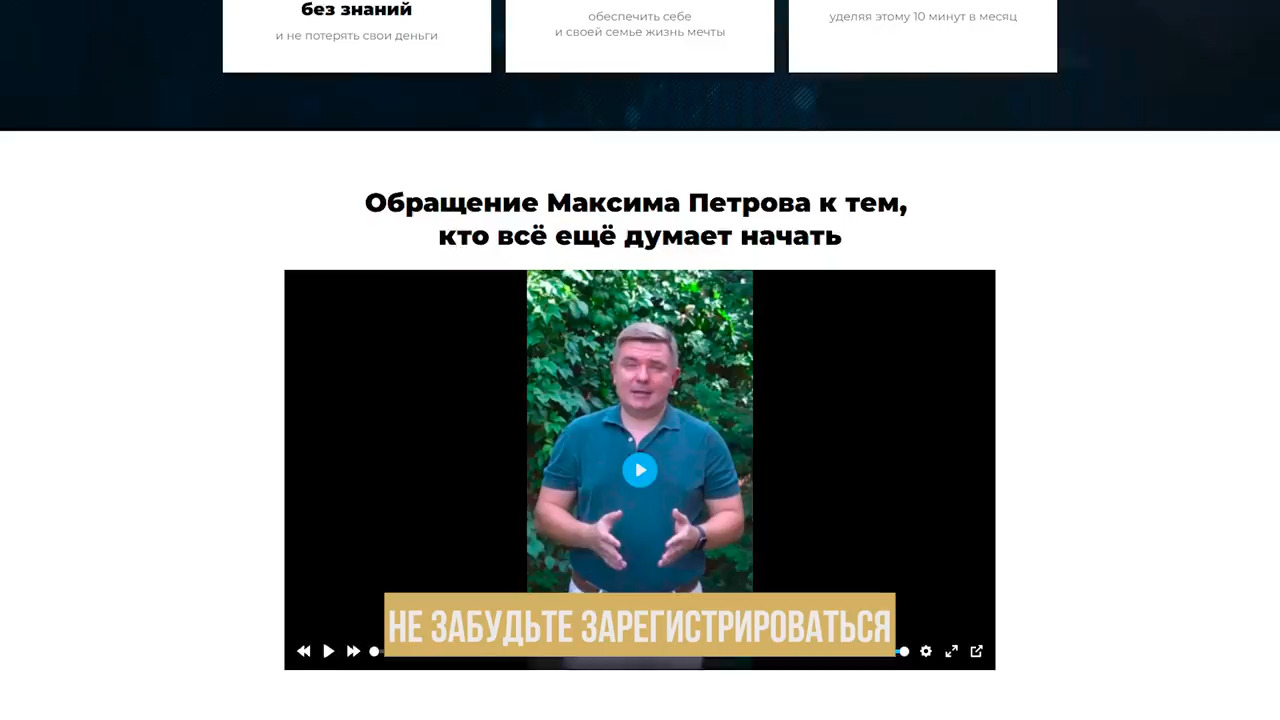 без знаний
и не потерять свои деньги
обеспечить себе
и своей семье жизнь мечты
уделяя этому 10 минут в месяц
Обращение Максима Петрова к тем,
кто всё ещё думает начать
НЕ ЗАБУДЬТЕ ЗАРЕГИСТРИРОВАТЬСЯ